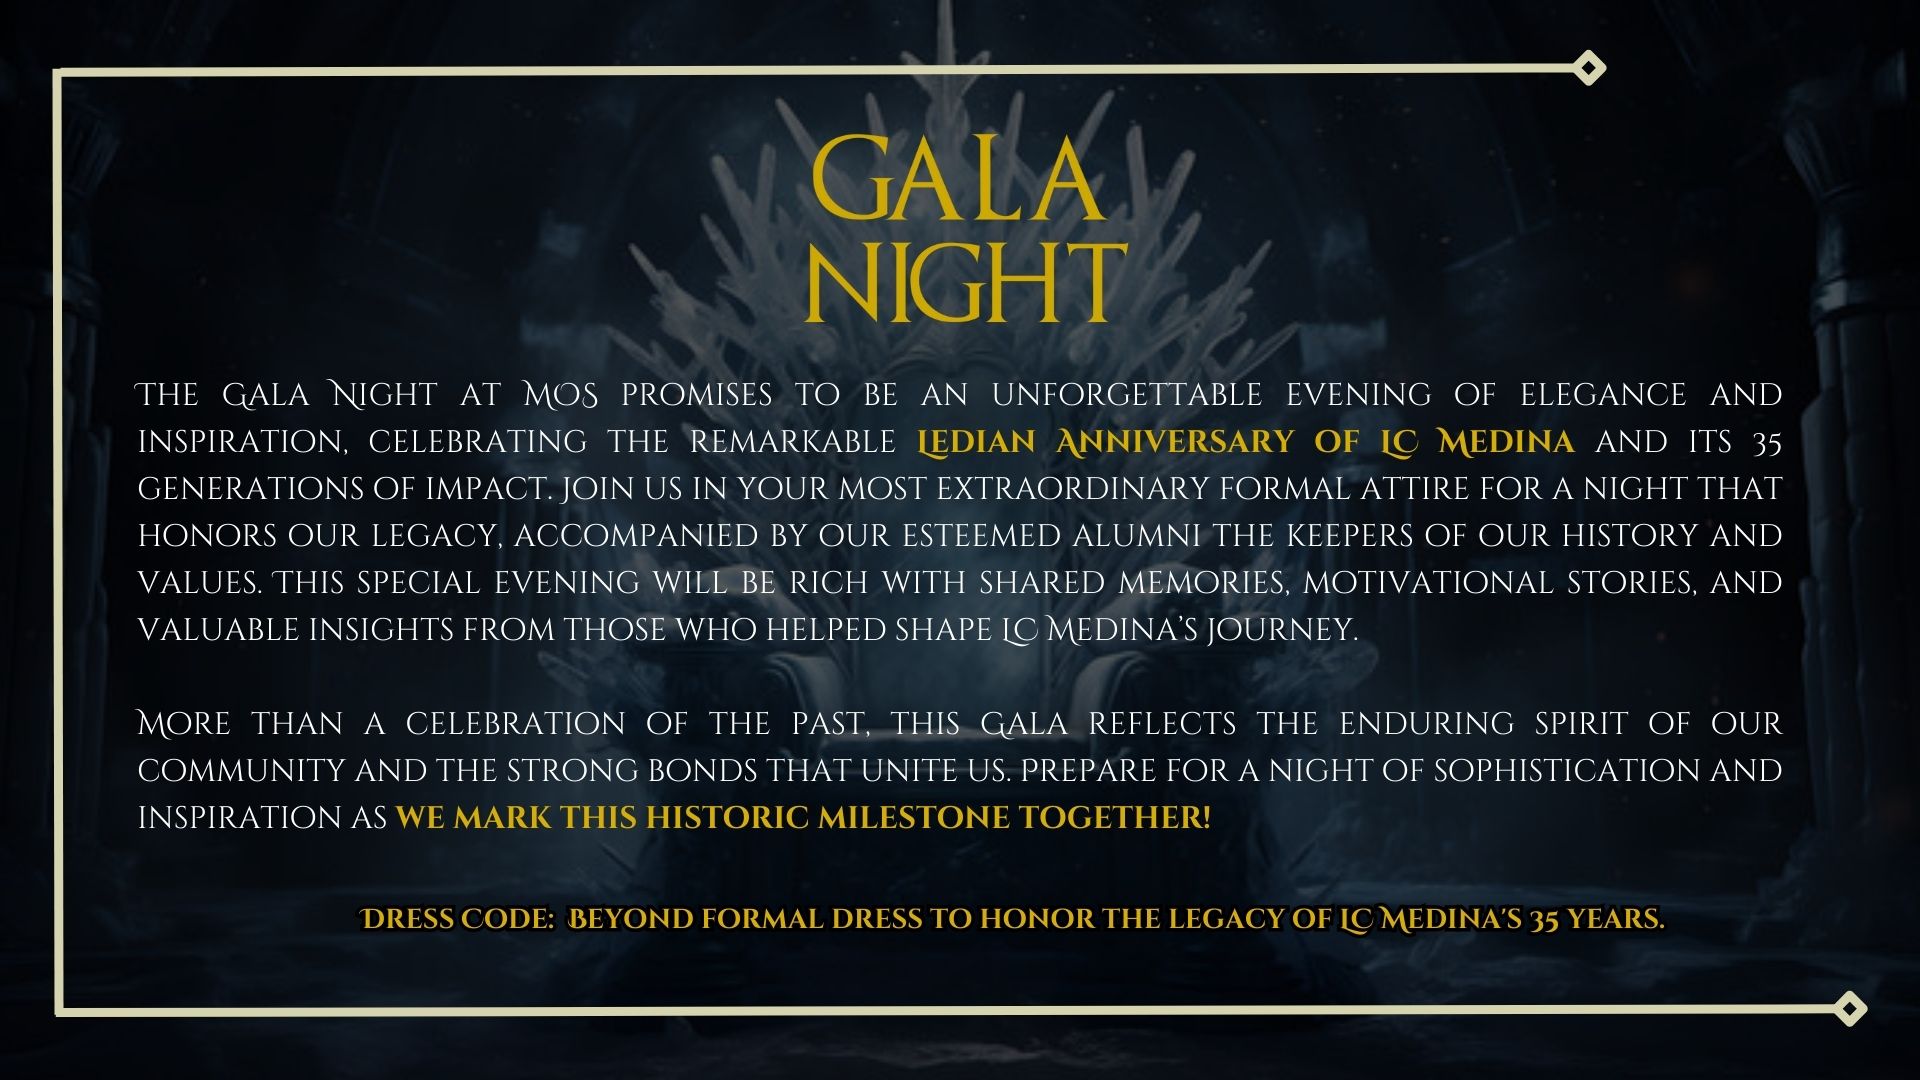 GALA
NIGHT
The Gala Night at MOS promises to be an unforgettable evening of elegance and
inspiration, celebrating the remarkable Ledian Anniversary of LC Medina and its 35
generations of impact. Join us in your most extraordinary formal attire for a night that
honors our legacy, accompanied by our esteemed alumni the keepers of our history and
values. This special evening will be rich with shared memories, motivational stories, and
valuable insights from those who helped shape LC Medina’s journey.
More than a celebration of the past, this Gala reflects the enduring spirit of our
community and the strong bonds that unite us. Prepare for a night of sophistication and
inspiration as we mark this historic milestone together!
Dress Code: Beyond formal dress to honor the legacy of LC Medina's 35 years.